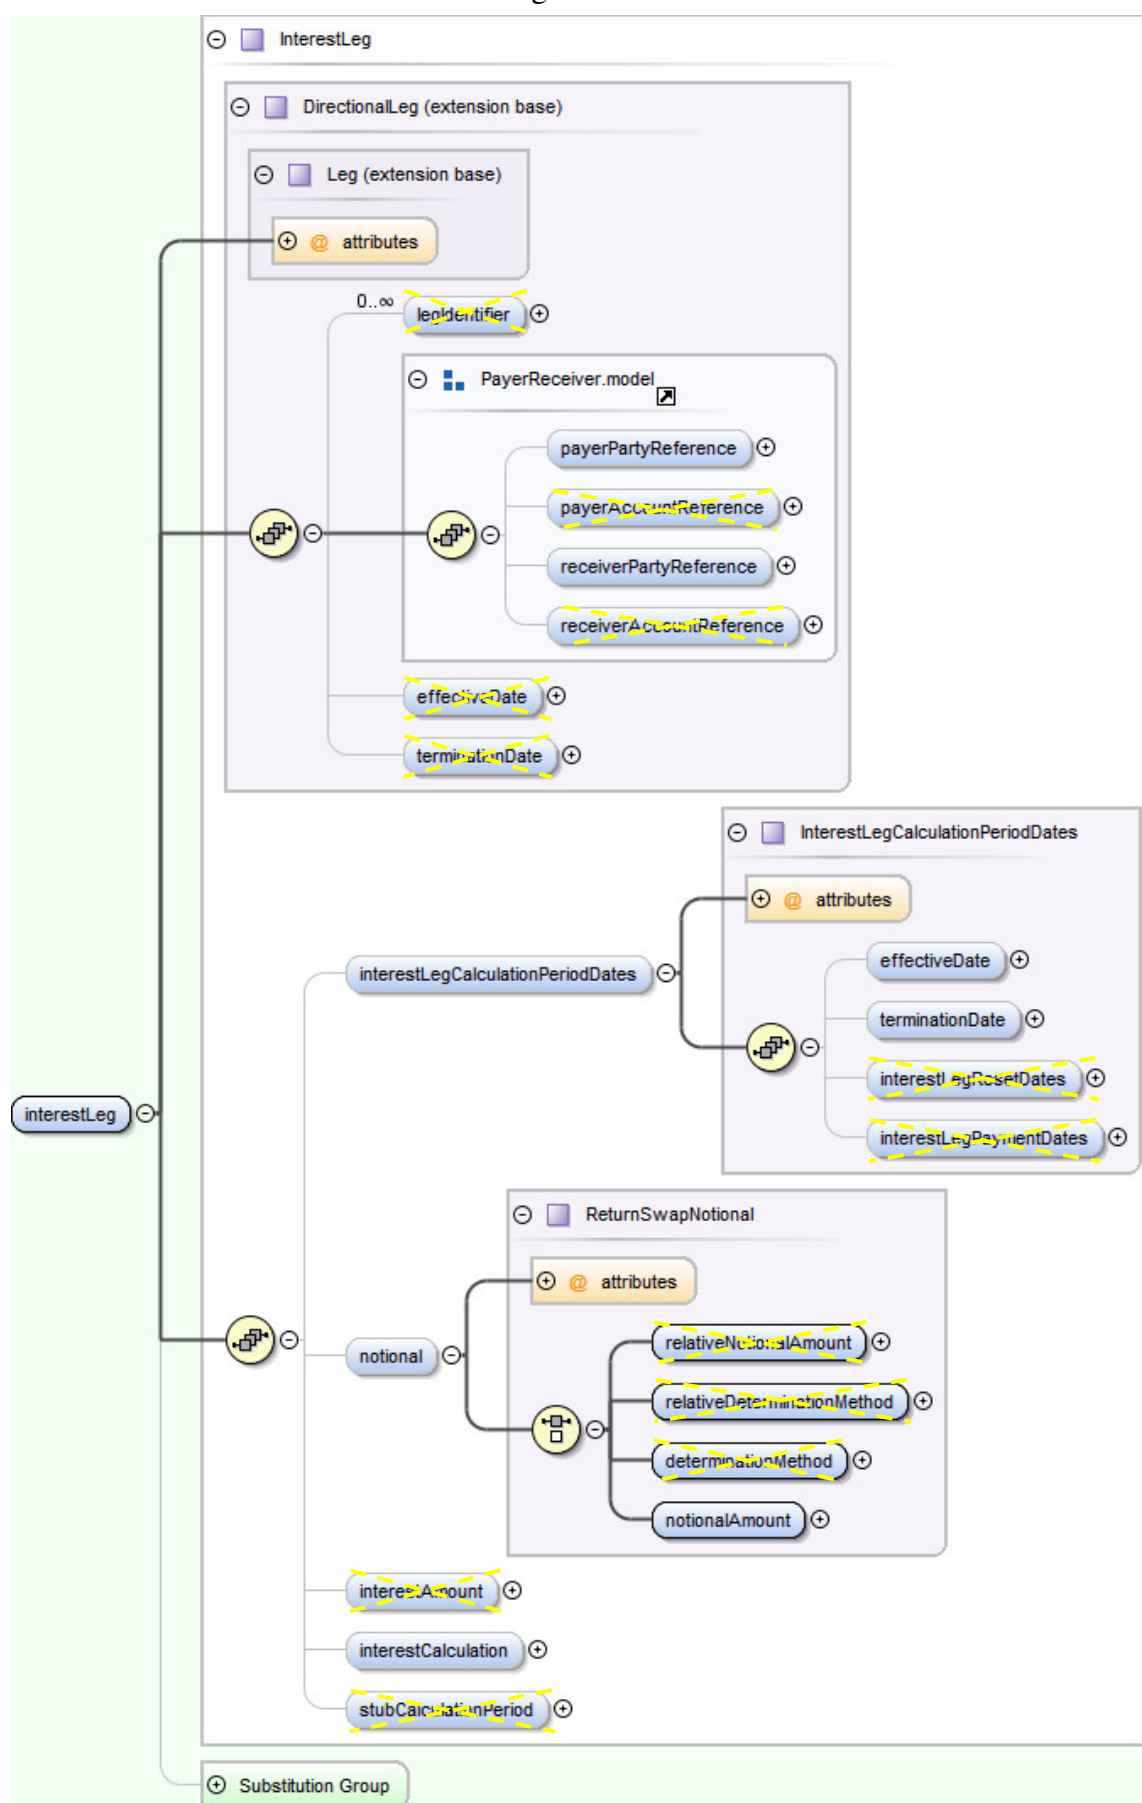 InterestLeg
DirectionalLeg (extension base)
Leg (extension base)
@ attributes
0..∞
legIdentifier
PayerReceiver.model
payerPartyReference
payerAccountReference
receiverPartyReference
receiverAccountReference
effectiveDate
terminationDate
InterestLegCalculationPeriodDates
@ attributes
interestLegCalculationPeriodDates
effectiveDate
terminationDate
interestLegResetDates
interestLegPaymentDates
interestLeg
ReturnSwapNotional
@ attributes
notional
relativeNotionalAmount
relativeDeterminationMethod
determinationMethod
notionalAmount
interestAmount
interestCalculation
stubCalculationPeriod
Substitution Group